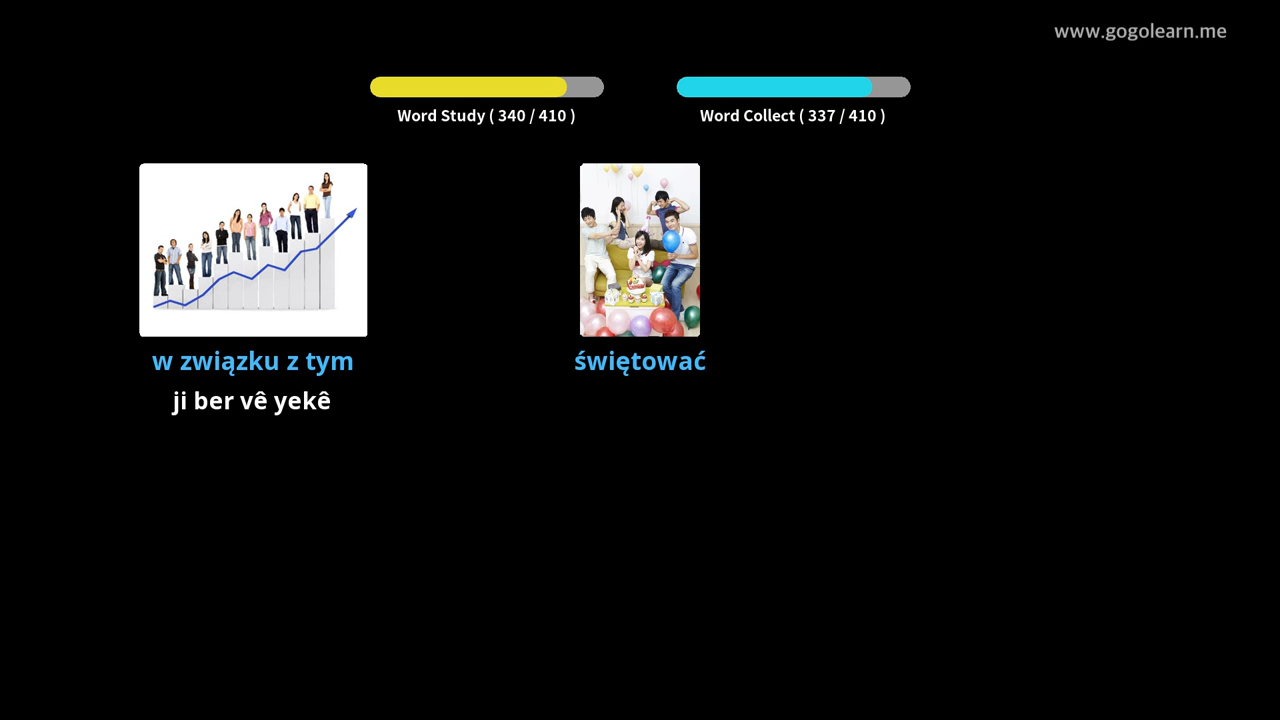 www.gogolearn.me
Word Study ( 340 / 410 )
Word Collect ( 337 / 410 )
w związku z tym
ji ber vê yekê
świętować